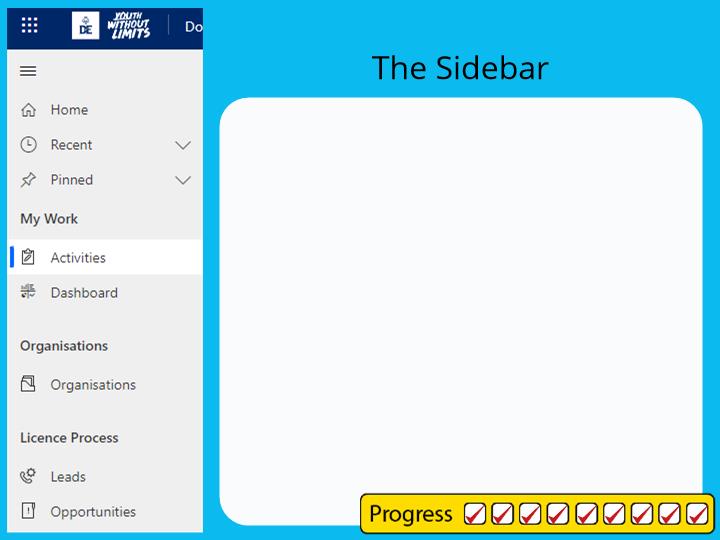 DE
YOUTH
WITHOUT
LIMITS
Do
The Sidebar
Home
Recent
Pinned
My Work
Activities
Dashboard
Organisations
Organisations
Licence Process
Leads
Opportunities
Progress